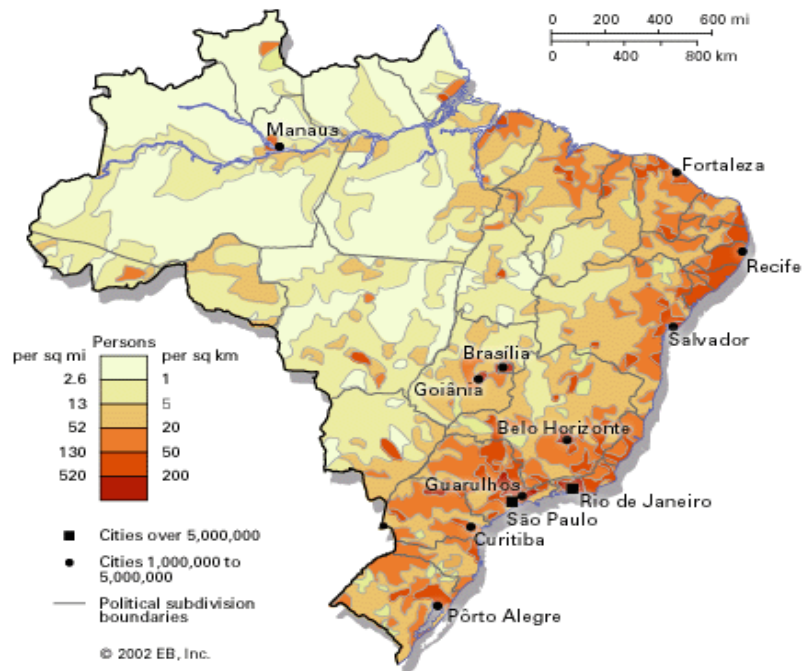 0 200 400 600 mi
0 400 800 km
Manaus
Fortaleza
Recife
Salvador
Brasília
Goiânia
Belo Horizonte
Guarulhos
Rio de Janeiro
São Paulo
Curitiba
Pôrto Alegre
Persons
per sq mi per sq km
2.6 1
13 5
52 20
130 50
520 200
Cities over 5,000,000
Cities 1,000,000 to
5,000,000
Political subdivision
boundaries
© 2002 EB, Inc.